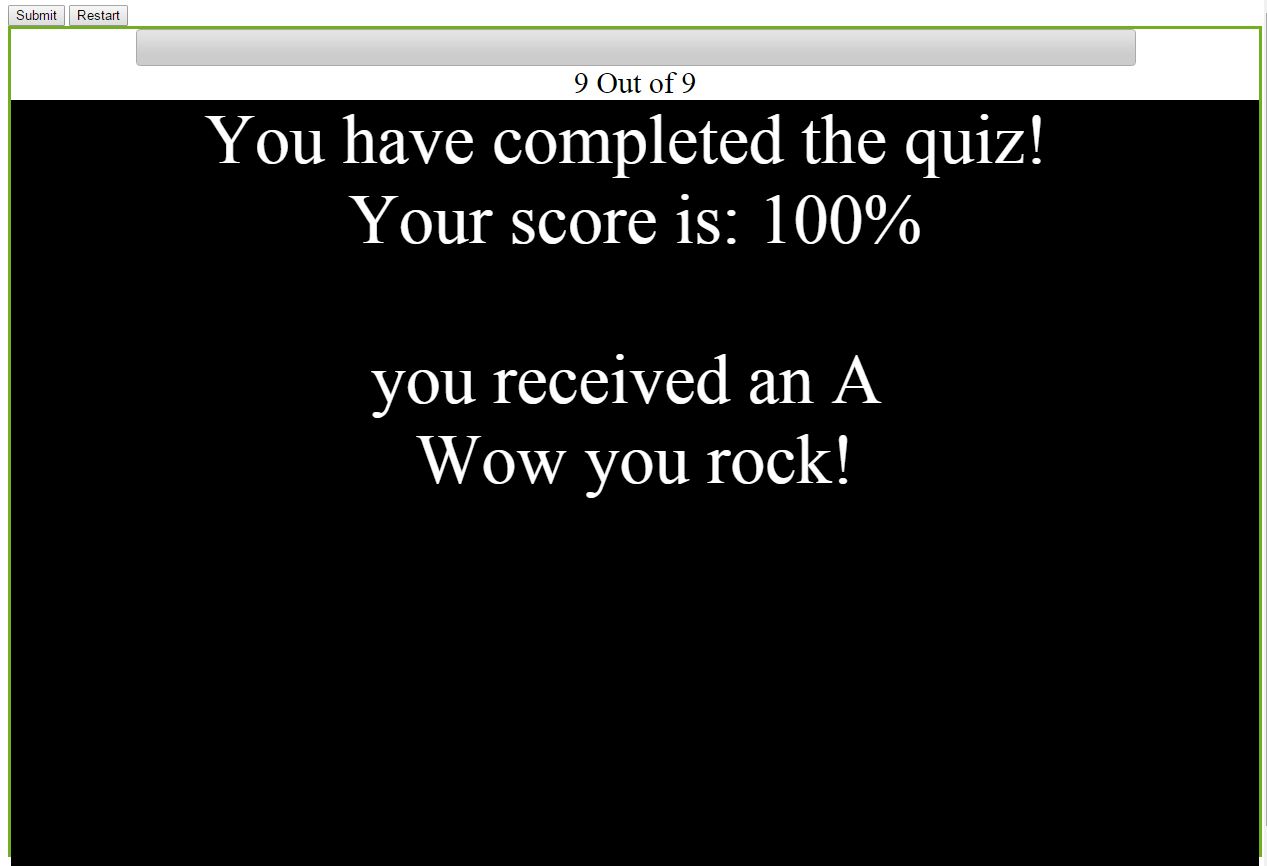 Submit Restart
9 Out of 9
You have completed the quiz!
Your score is: 100%
you received an A
Wow you rock!